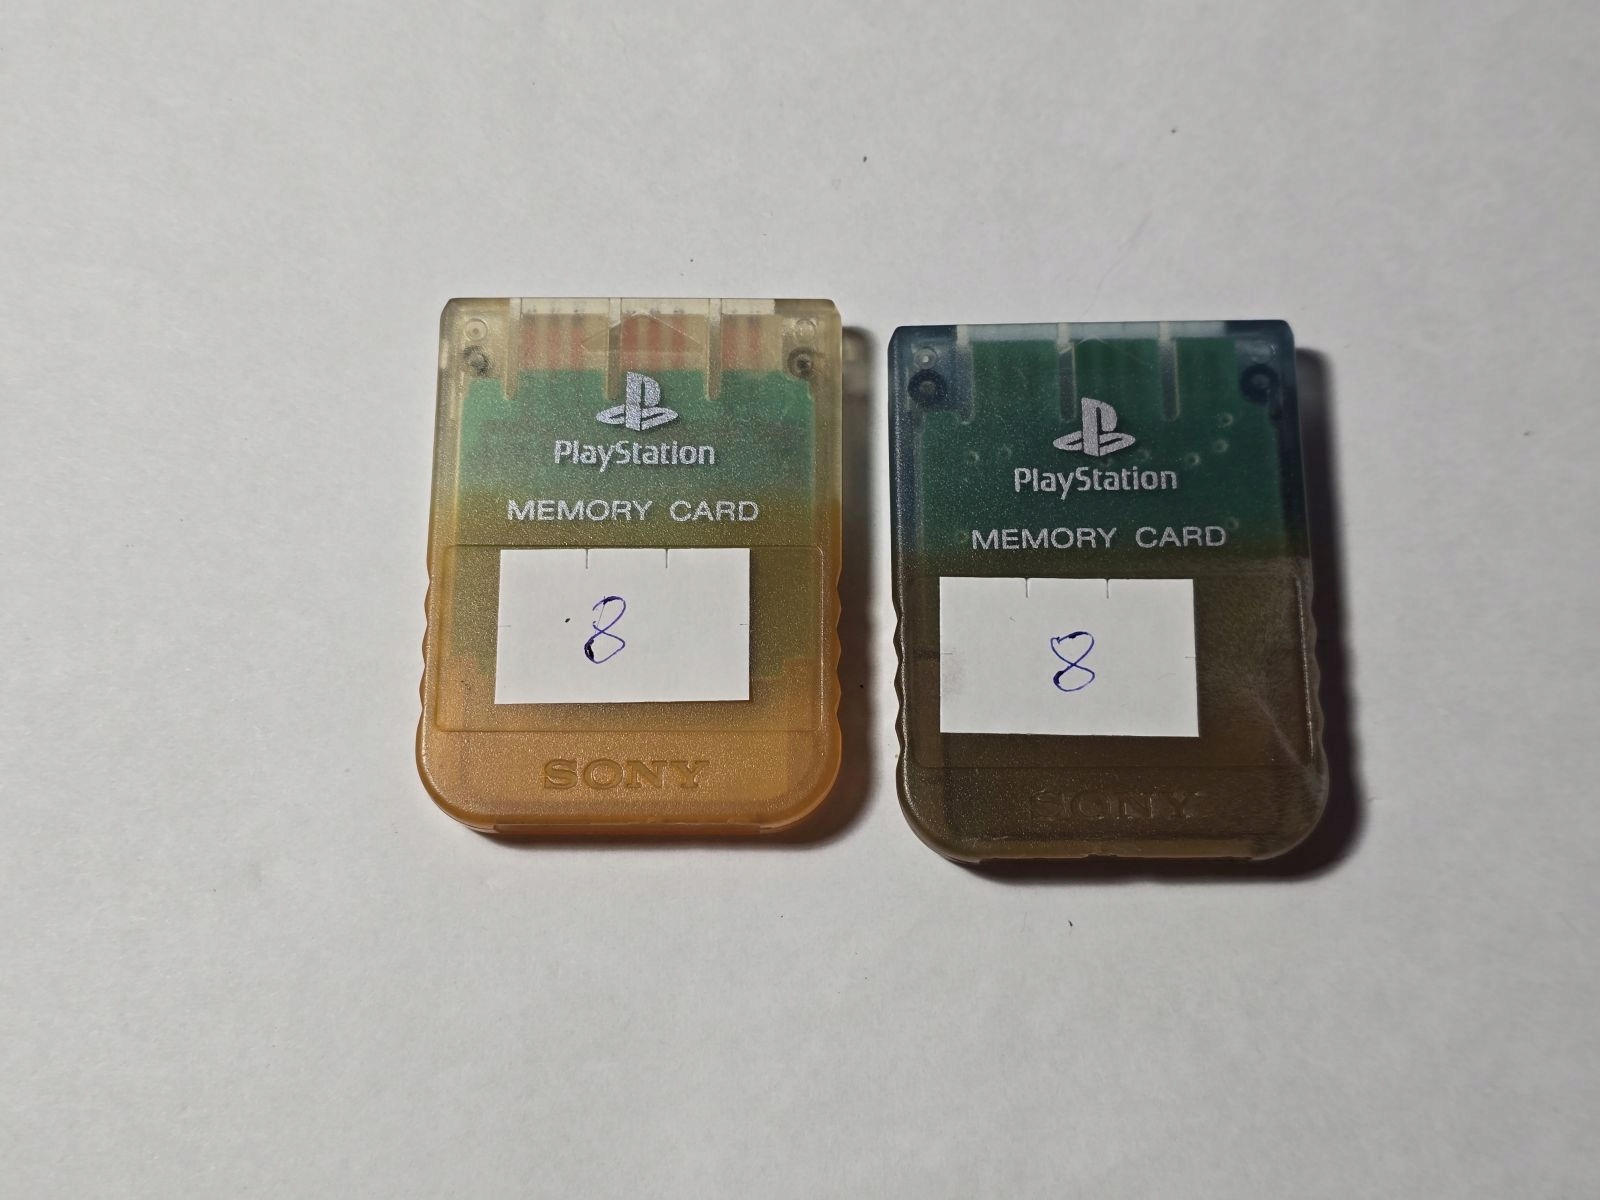 PlayStation
MEMORY CARD
8
SONY
PlayStation
MEMORY CARD
8
SONY